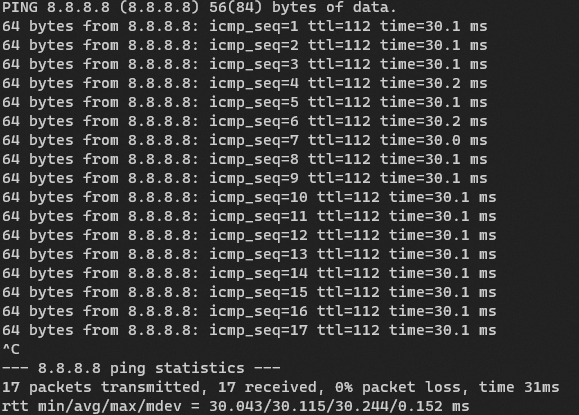 PING 8.8.8.8 (8.8.8.8) 56(84) bytes of data.
64 bytes from 8.8.8.8: icmp_seq=1 ttl=112 time=30.1 ms
64 bytes from 8.8.8.8: icmp_seq=2 ttl=112 time=30.1 ms
64 bytes from 8.8.8.8: icmp_seq=3 ttl=112 time=30.1 ms
64 bytes from 8.8.8.8: icmp_seq=4 ttl=112 time=30.2 ms
64 bytes from 8.8.8.8: icmp_seq=5 ttl=112 time=30.1 ms
64 bytes from 8.8.8.8: icmp_seq=6 ttl=112 time=30.2 ms
64 bytes from 8.8.8.8: icmp_seq=7 ttl=112 time=30.0 ms
64 bytes from 8.8.8.8: icmp_seq=8 ttl=112 time=30.1 ms
64 bytes from 8.8.8.8: icmp_seq=9 ttl=112 time=30.1 ms
64 bytes from 8.8.8.8: icmp_seq=10 ttl=112 time=30.1 ms
64 bytes from 8.8.8.8: icmp_seq=11 ttl=112 time=30.1 ms
64 bytes from 8.8.8.8: icmp_seq=12 ttl=112 time=30.1 ms
64 bytes from 8.8.8.8: icmp_seq=13 ttl=112 time=30.1 ms
64 bytes from 8.8.8.8: icmp_seq=14 ttl=112 time=30.1 ms
64 bytes from 8.8.8.8: icmp_seq=15 ttl=112 time=30.1 ms
64 bytes from 8.8.8.8: icmp_seq=16 ttl=112 time=30.1 ms
64 bytes from 8.8.8.8: icmp_seq=17 ttl=112 time=30.1 ms
^C
--- 8.8.8.8 ping statistics ---
17 packets transmitted, 17 received, 0% packet loss, time 31ms
rtt min/avg/max/mdev = 30.043/30.115/30.244/0.152 ms